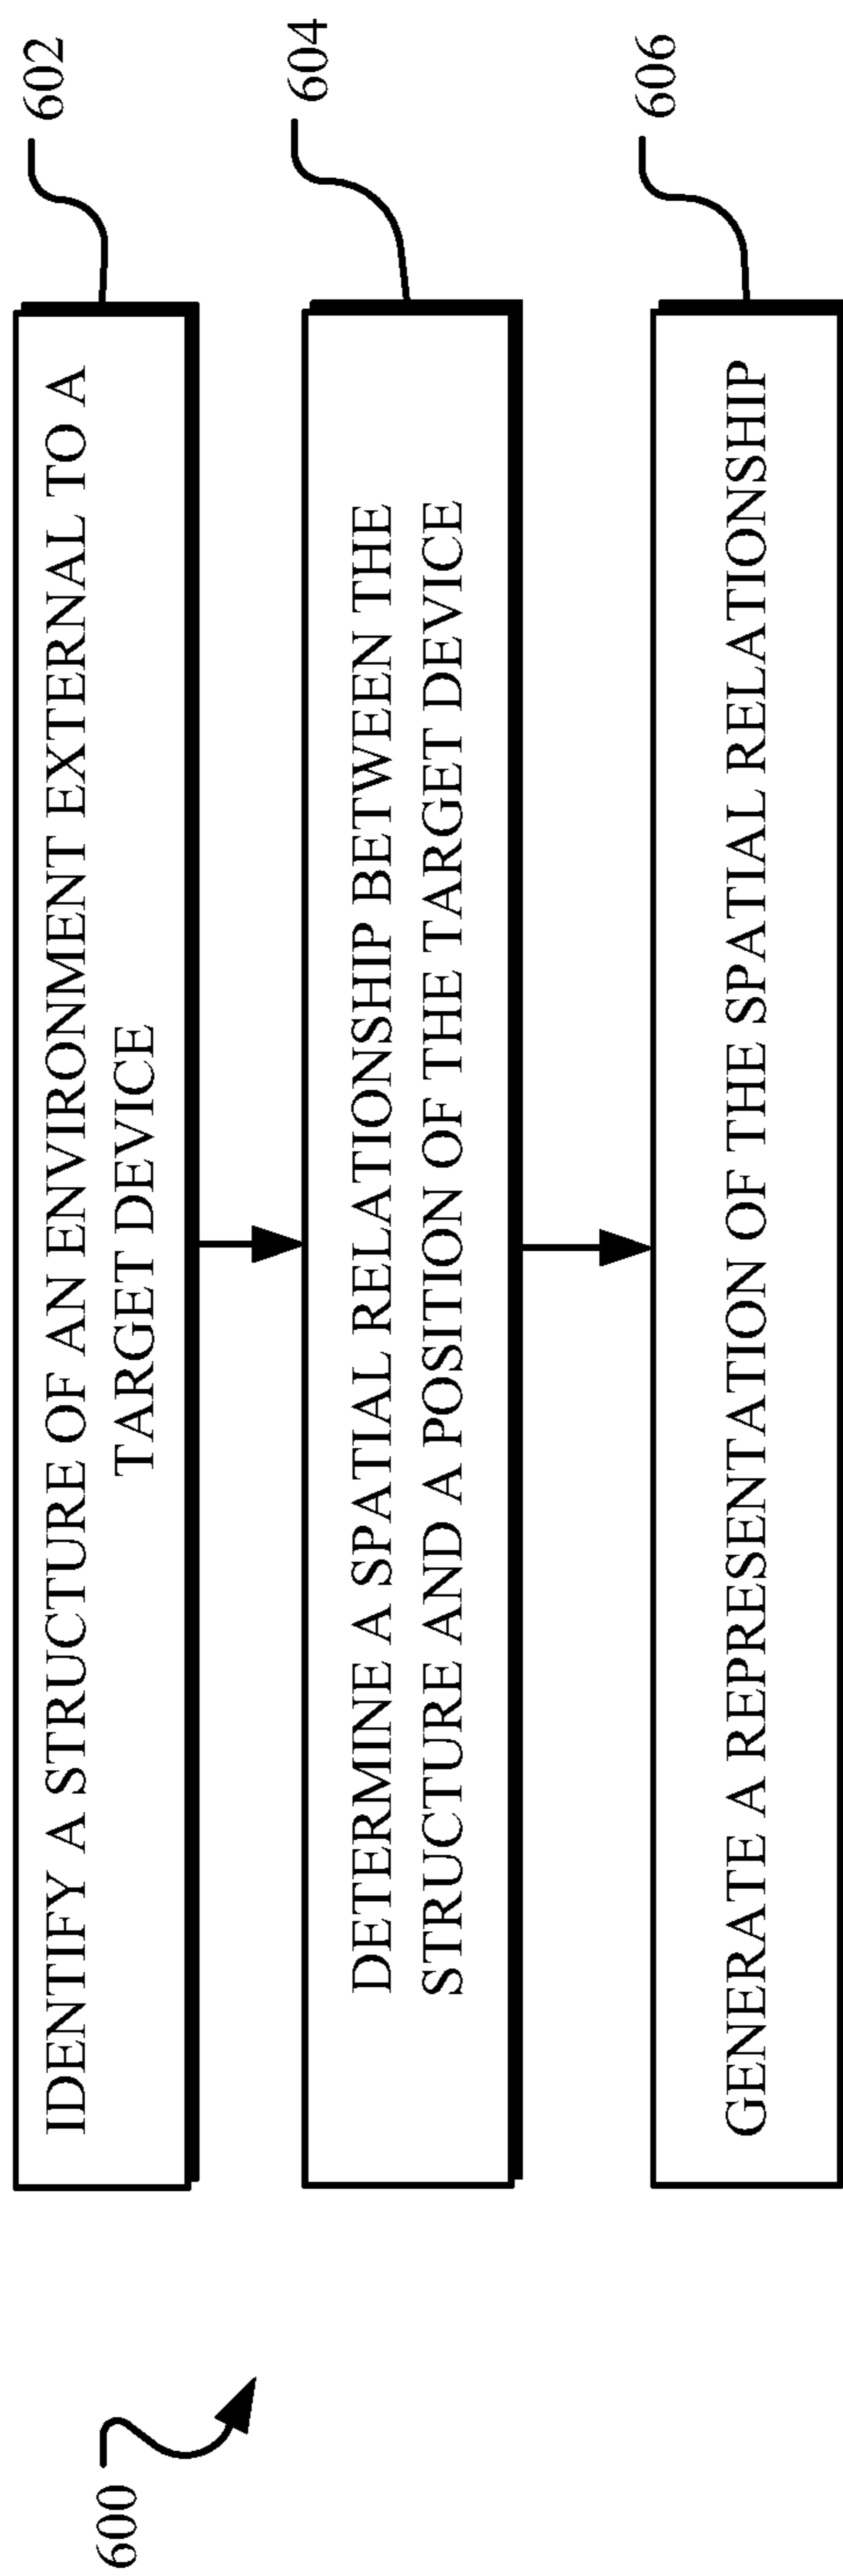 600
IDENTIFY A STRUCTURE OF AN ENVIRONMENT EXTERNAL TO A
TARGET DEVICE
602
DETERMINE A SPATIAL RELATIONSHIP BETWEEN THE
STRUCTURE AND A POSITION OF THE TARGET DEVICE
604
GENERATE A REPRESENTATION OF THE SPATIAL RELATIONSHIP
606